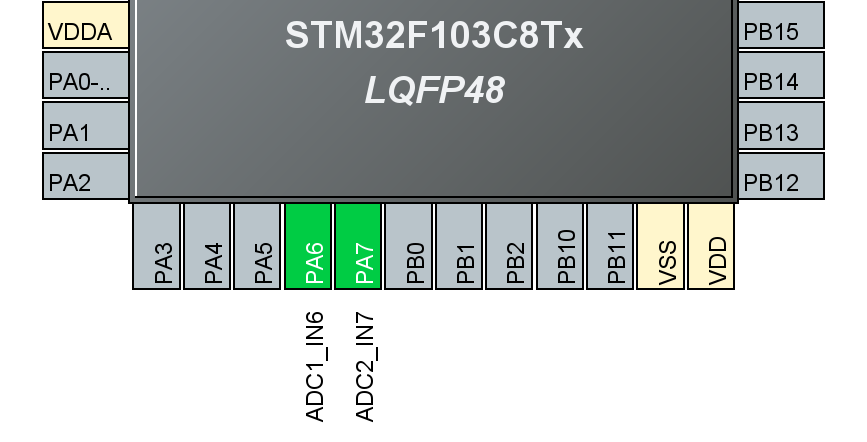 STM32F103C8Tx
LQFP48
VDDA
PA0-..
PA1
PA2
PB15
PB14
PB13
PB12
PA3
PA4
PA5
PA6
PA7
PB0
PB1
PB2
PB10
PB11
VSS
VDD
ADC1_IN6
ADC2_IN7